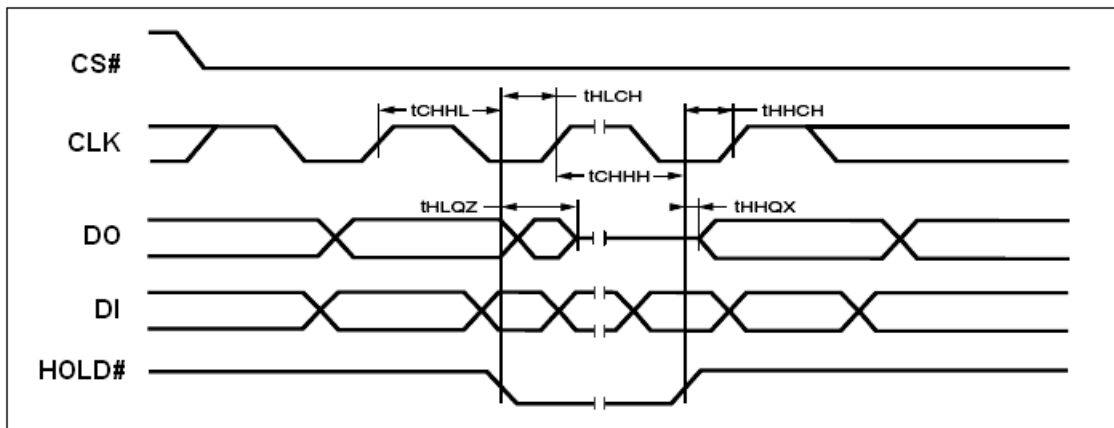 CS#
tHLCH
tCHHL
tHHCH
CLK
tCHHH
tHLQZ
tHHQX
DO
DI
HOLD#